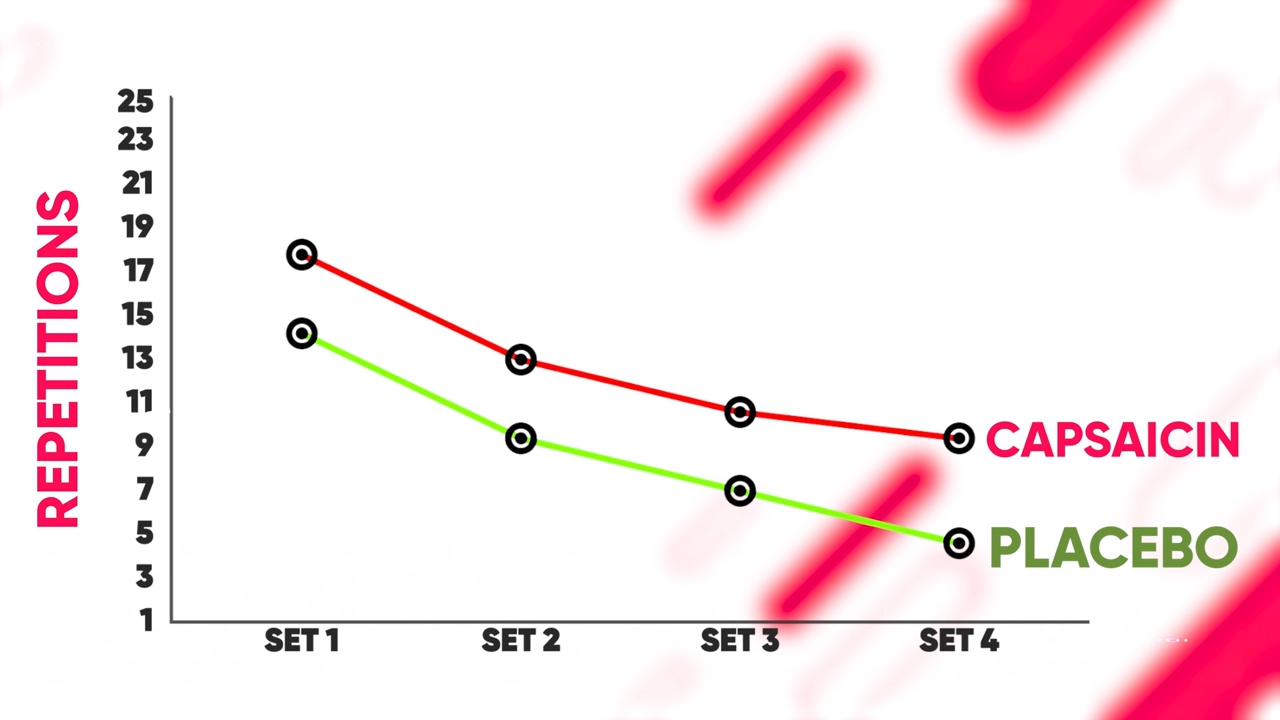 REPETITIONS
25
23
21
19
17
15
13
11
9
7
5
3
1
SET 1
SET 2
SET 3
SET 4
CAPSAICIN
PLACEBO